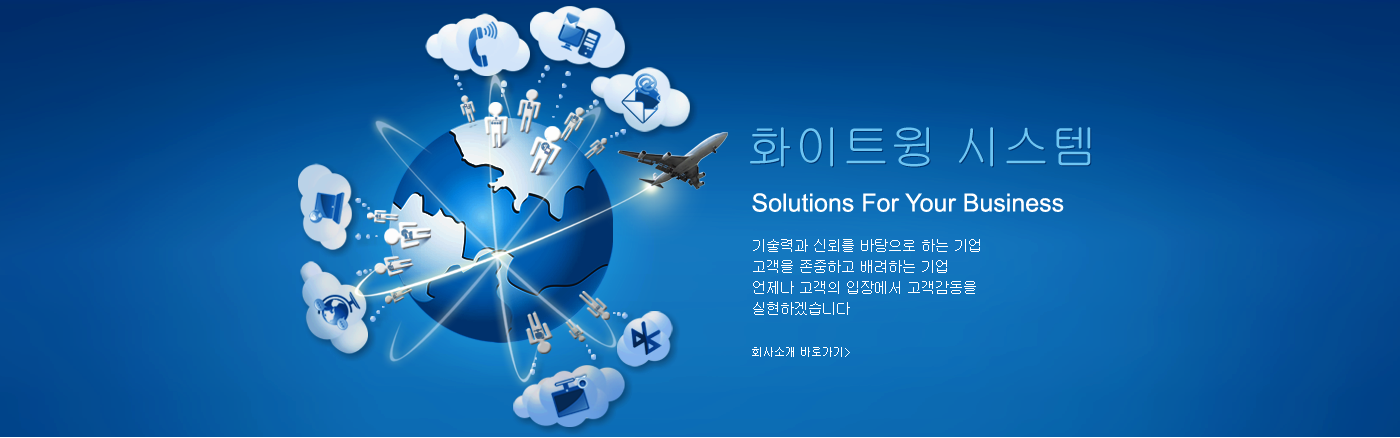 화이트윙 시스템
Solutions For Your Business
기술력과 신뢰를 바탕으로 하는 기업
고객을 존중하고 배려하는 기업
언제나 고객의 입장에서 고객감동을
실현하겠습니다
회사소개 바로가기>